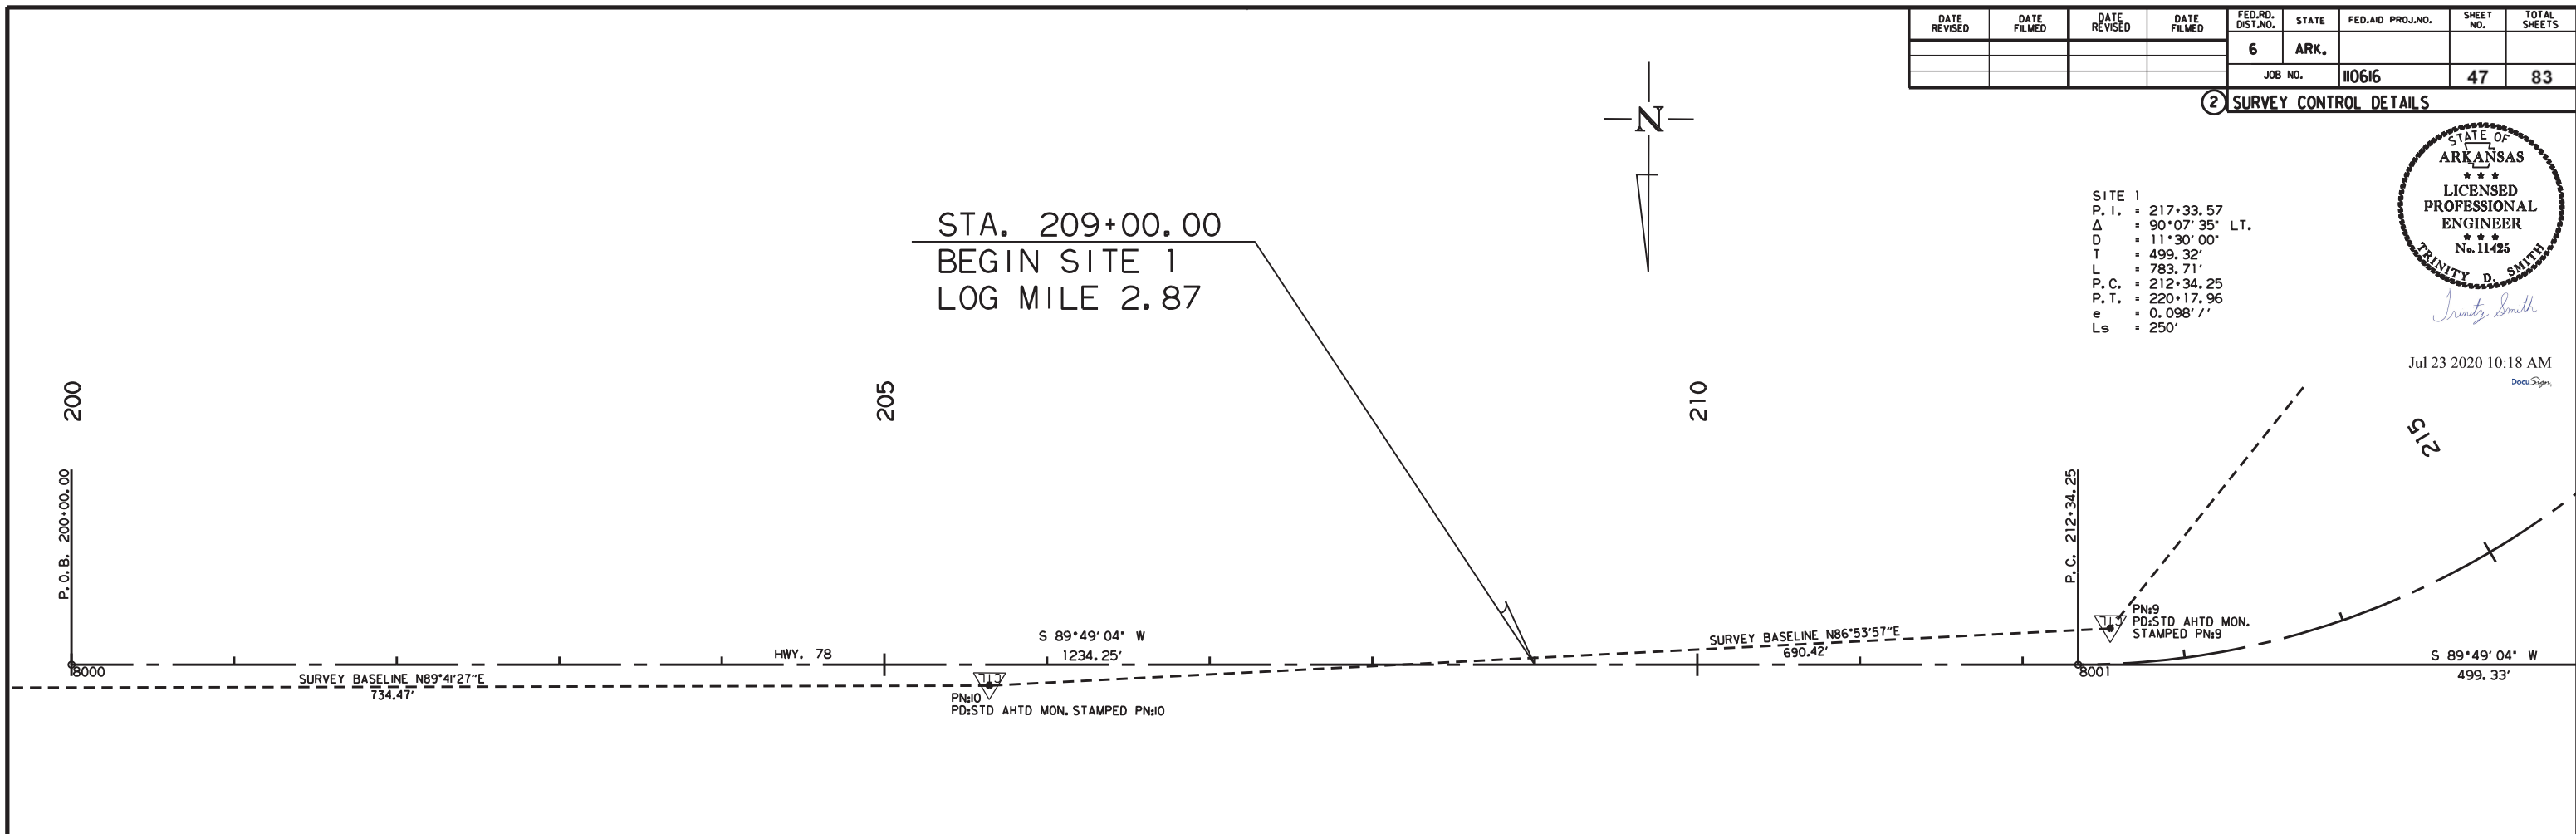 DATE REVISED
DATE FILMED
DATE REVISED
DATE FILMED
FED.RD. DIST.NO.
STATE
FED.AID PROJ.NO.
SHEET NO.
TOTAL SHEETS
6
ARK.
JOB NO.
110616
47
83
2 SURVEY CONTROL DETAILS
STATE OF
ARKANSAS
★ ★ ★
LICENSED
PROFESSIONAL
ENGINEER
★ ★ ★
No. 11425
TRINITY D. SMITH
Trinity Smith
Jul 23 2020 10:18 AM
DocuSign
N
SITE 1
P.I. = 217+33.57
Δ = 90°07'35" LT.
D = 11°30'00"
T = 499.32'
L = 783.71'
P.C. = 212+34.25
P.T. = 220+17.96
e = 0.098'/'
Ls = 250'
STA. 209+00.00
BEGIN SITE 1
LOG MILE 2.87
200
205
210
215
P.O.B. 200+00.00
P.C. 212+34.25
PN:9
PD:STD AHTD MON.
STAMPED PN:9
S 89°49'04" W
1234.25'
HWY. 78
SURVEY BASELINE N86°53'57"E
690.42'
S 89°49'04" W
499.33'
8000
8001
SURVEY BASELINE N89°41'27"E
734.47'
CTL
CTL
PN:10
PD:STD AHTD MON. STAMPED PN:10